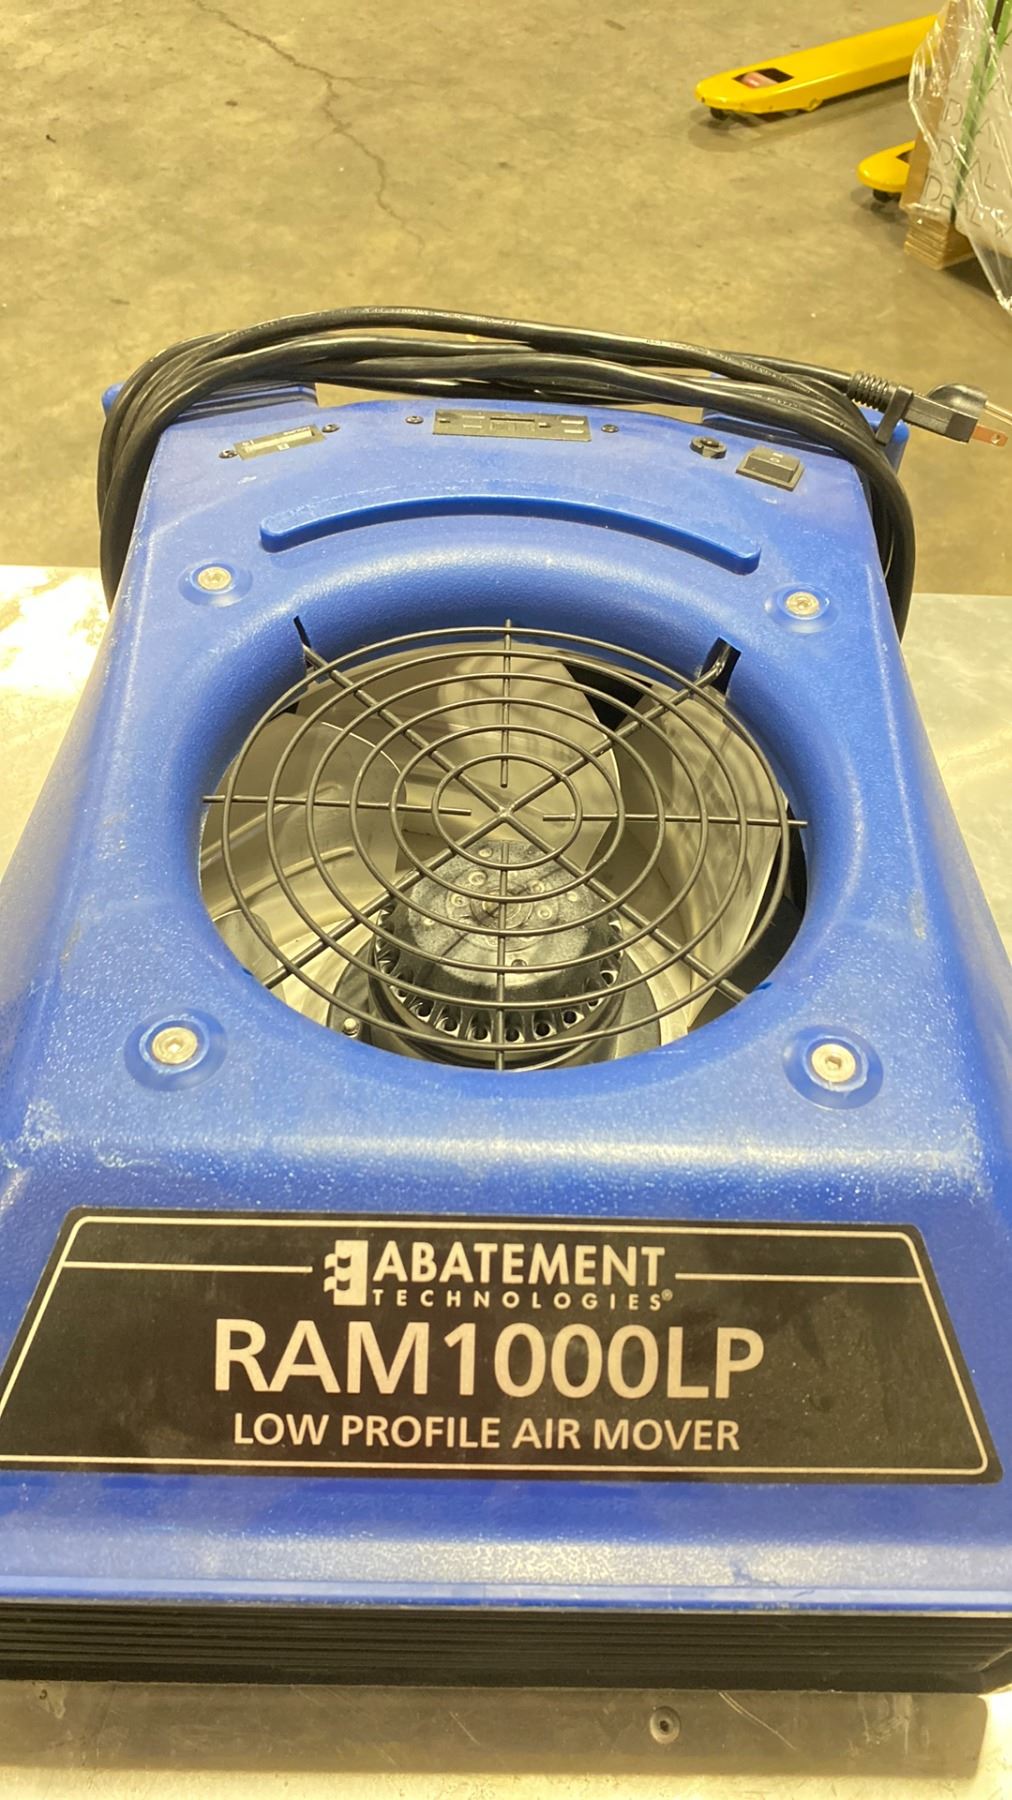 ABATEMENT
TECHNOLOGIES®
RAM1000LP
LOW PROFILE AIR MOVER